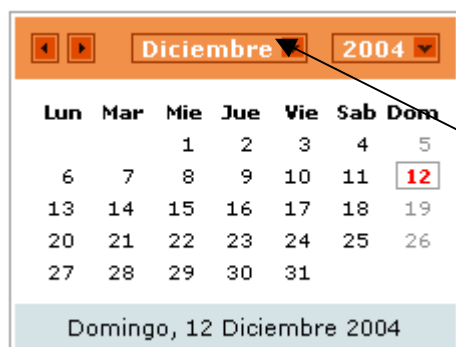 Diciembre 2004
Lun Mar Mie Jue Vie Sab Dom
1 2 3 4 5
6 7 8 9 10 11 12
13 14 15 16 17 18 19
20 21 22 23 24 25 26
27 28 29 30 31
Domingo, 12 Diciembre 2004